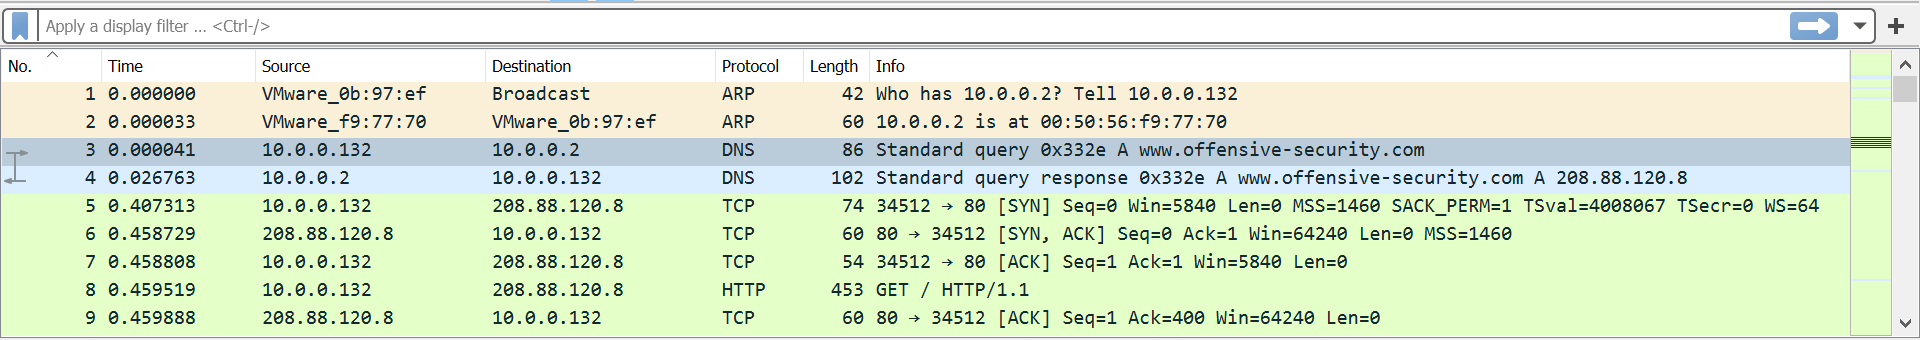 Apply a display filter ... <Ctrl-/>
No. Time Source Destination Protocol Length Info
1 0.000000 VMware_0b:97:ef Broadcast ARP 42 Who has 10.0.0.2? Tell 10.0.0.132
2 0.000033 VMware_f9:77:70 VMware_0b:97:ef ARP 60 10.0.0.2 is at 00:50:56:f9:77:70
3 0.000041 10.0.0.132 10.0.0.2 DNS 86 Standard query 0x332e A www.offensive-security.com
4 0.026763 10.0.0.2 10.0.0.132 DNS 102 Standard query response 0x332e A www.offensive-security.com A 208.88.120.8
5 0.407313 10.0.0.132 208.88.120.8 TCP 74 34512 → 80 [SYN] Seq=0 Win=5840 Len=0 MSS=1460 SACK_PERM=1 TSval=4008067 TSecr=0 WS=64
6 0.458729 208.88.120.8 10.0.0.132 TCP 60 80 → 34512 [SYN, ACK] Seq=0 Ack=1 Win=64240 Len=0 MSS=1460
7 0.458808 10.0.0.132 208.88.120.8 TCP 54 34512 → 80 [ACK] Seq=1 Ack=1 Win=5840 Len=0
8 0.459519 10.0.0.132 208.88.120.8 HTTP 453 GET / HTTP/1.1
9 0.459888 208.88.120.8 10.0.0.132 TCP 60 80 → 34512 [ACK] Seq=1 Ack=400 Win=64240 Len=0